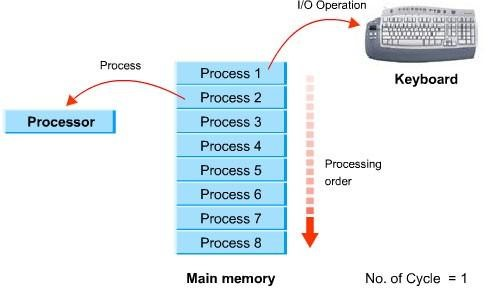 I/O Operation
Keyboard
Process
Process 1
Process 2
Processor
Process 3
Process 4
Process 5
Process 6
Process 7
Process 8
Processing
order
Main memory
No. of Cycle = 1